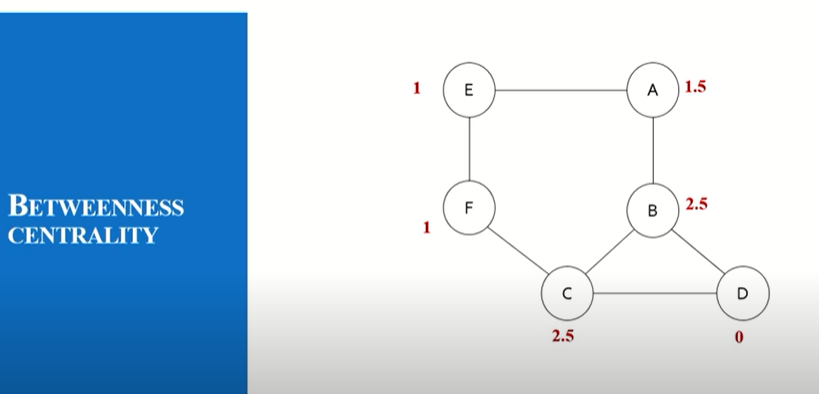 BETWEENNESS
CENTRALITY
1
E
A
1.5
F
1
B
2.5
C
2.5
D
0